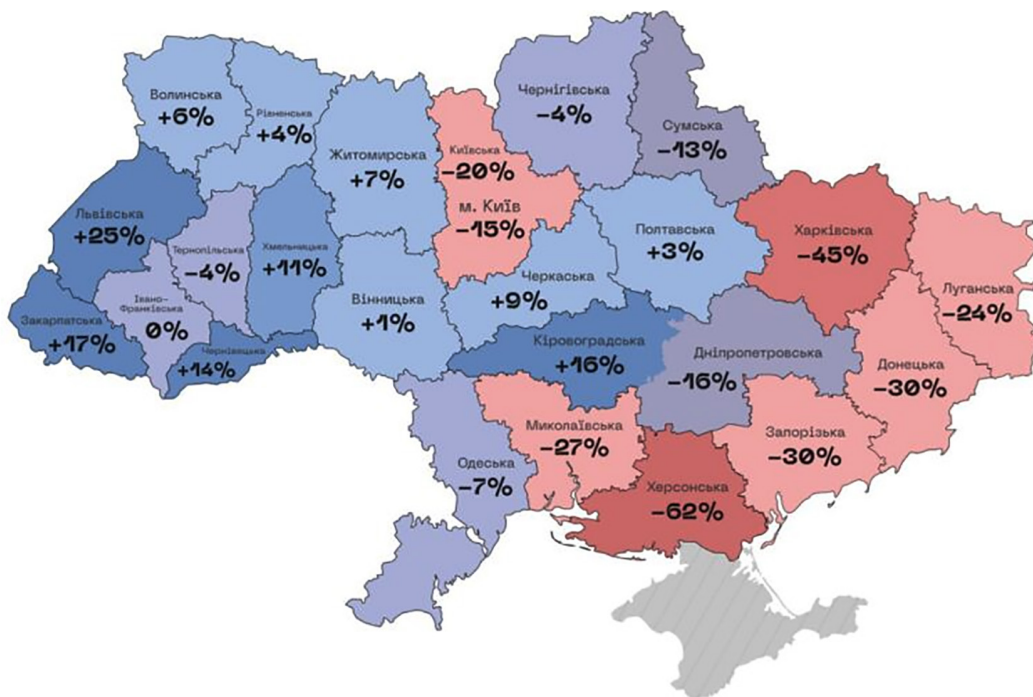 Волинська
+6%
Рівненська
+4%
Житомирська
+7%
Київська
-20%
м. Київ
-15%
Чернігівська
-4%
Сумська
-13%
Львівська
+25%
Тернопільська
-4%
Хмельницька
+11%
Вінницька
+1%
Черкаська
+9%
Полтавська
+3%
Харківська
-45%
Луганська
-24%
Івано-
Франківська
0%
Закарпатська
+17%
Чернівецька
+14%
Кіровоградська
+16%
Дніпропетровська
-16%
Донецька
-30%
Одеська
-7%
Миколаївська
-27%
Запорізька
-30%
Херсонська
-62%